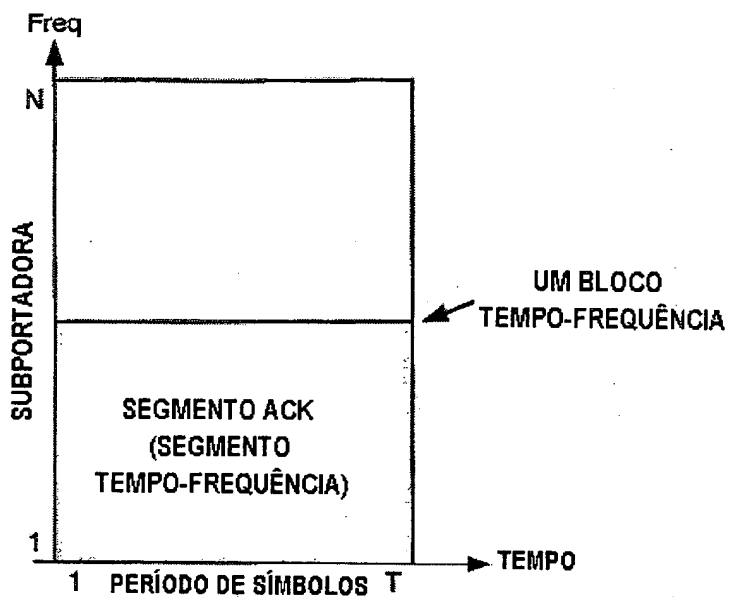 Freq
N
SUBPORTADORA
UM BLOCO
TEMPO-FREQUÊNCIA
SEGMENTO ACK
(SEGMENTO
TEMPO-FREQUÊNCIA)
1
TEMPO
1 PERÍODO DE SÍMBOLOS T